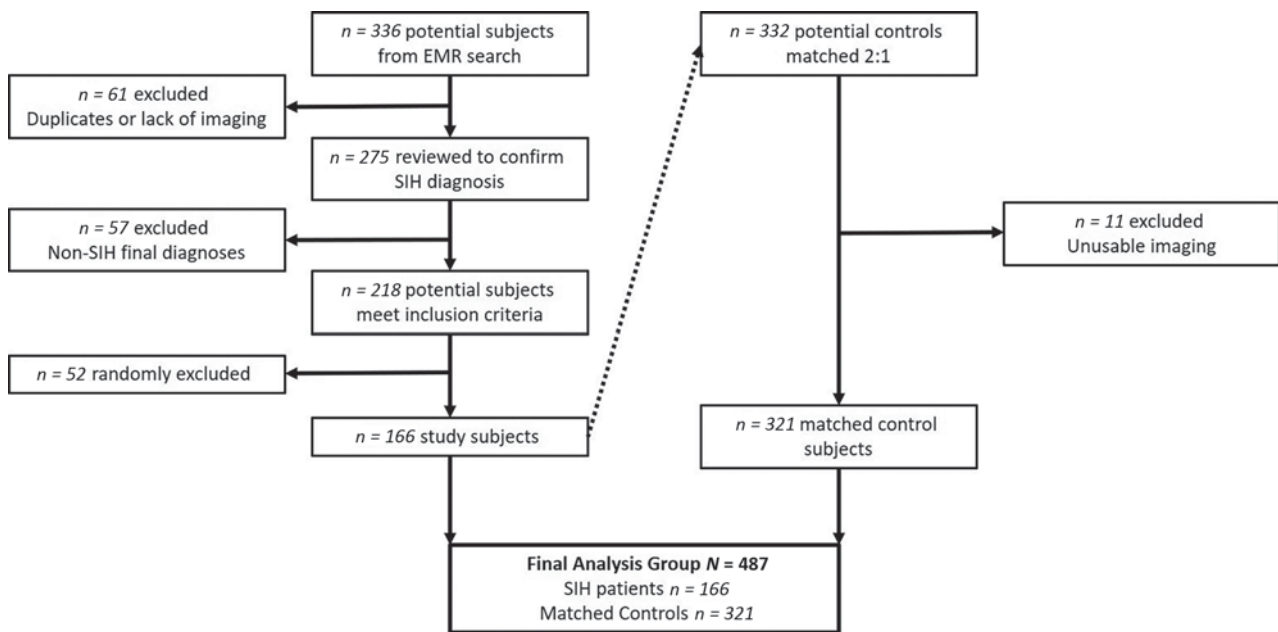 n = 336 potential subjects
from EMR search
n = 61 excluded
Duplicates or lack of imaging
n = 275 reviewed to confirm
SIH diagnosis
n = 57 excluded
Non-SIH final diagnoses
n = 218 potential subjects
meet inclusion criteria
n = 52 randomly excluded
n = 166 study subjects
n = 332 potential controls
matched 2:1
n = 11 excluded
Unusable imaging
n = 321 matched control
subjects
Final Analysis Group N = 487
SIH patients n = 166
Matched Controls n = 321